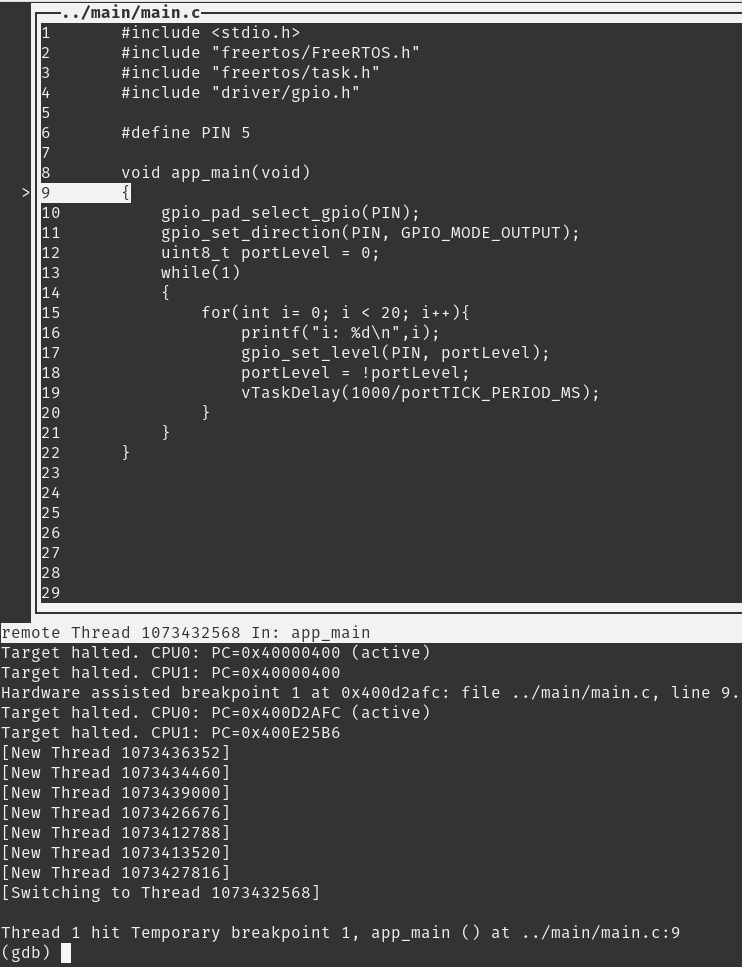 ../main/main.c
1 #include <stdio.h>
2 #include "freertos/FreeRTOS.h"
3 #include "freertos/task.h"
4 #include "driver/gpio.h"
5
6 #define PIN 5
7
8 void app_main(void)
> 9 {
10 gpio_pad_select_gpio(PIN);
11 gpio_set_direction(PIN, GPIO_MODE_OUTPUT);
12 uint8_t portLevel = 0;
13 while(1)
14 {
15 for(int i= 0; i < 20; i++){
16 printf("i: %d\n",i);
17 gpio_set_level(PIN, portLevel);
18 portLevel = !portLevel;
19 vTaskDelay(1000/portTICK_PERIOD_MS);
20 }
21 }
22 }
23
24
25
26
27
28
29
remote Thread 1073432568 In: app_main
Target halted. CPU0: PC=0x40000400 (active)
Target halted. CPU1: PC=0x40000400
Hardware assisted breakpoint 1 at 0x400d2afc: file ../main/main.c, line 9.
Target halted. CPU0: PC=0x400D2AFC (active)
Target halted. CPU1: PC=0x400E25B6
[New Thread 1073436352]
[New Thread 1073434460]
[New Thread 1073439000]
[New Thread 1073426676]
[New Thread 1073412788]
[New Thread 1073413520]
[New Thread 1073427816]
[Switching to Thread 1073432568]
Thread 1 hit Temporary breakpoint 1, app_main () at ../main/main.c:9
(gdb)